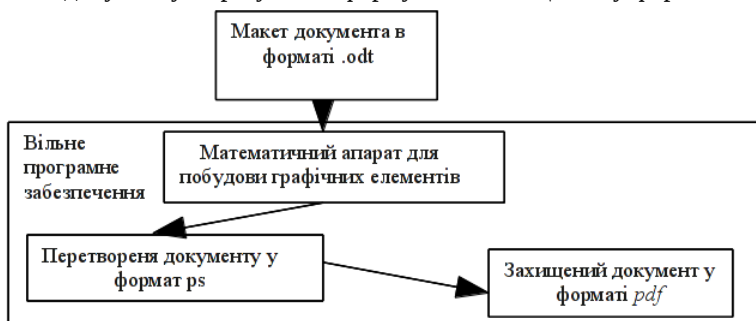 Макет документа в
форматі .odt
Вільне
програмне
забезпечення
Математичний апарат для
побудови графічних елементів
Перетвореня документу у
формат ps
Захищений документ у
форматі pdf